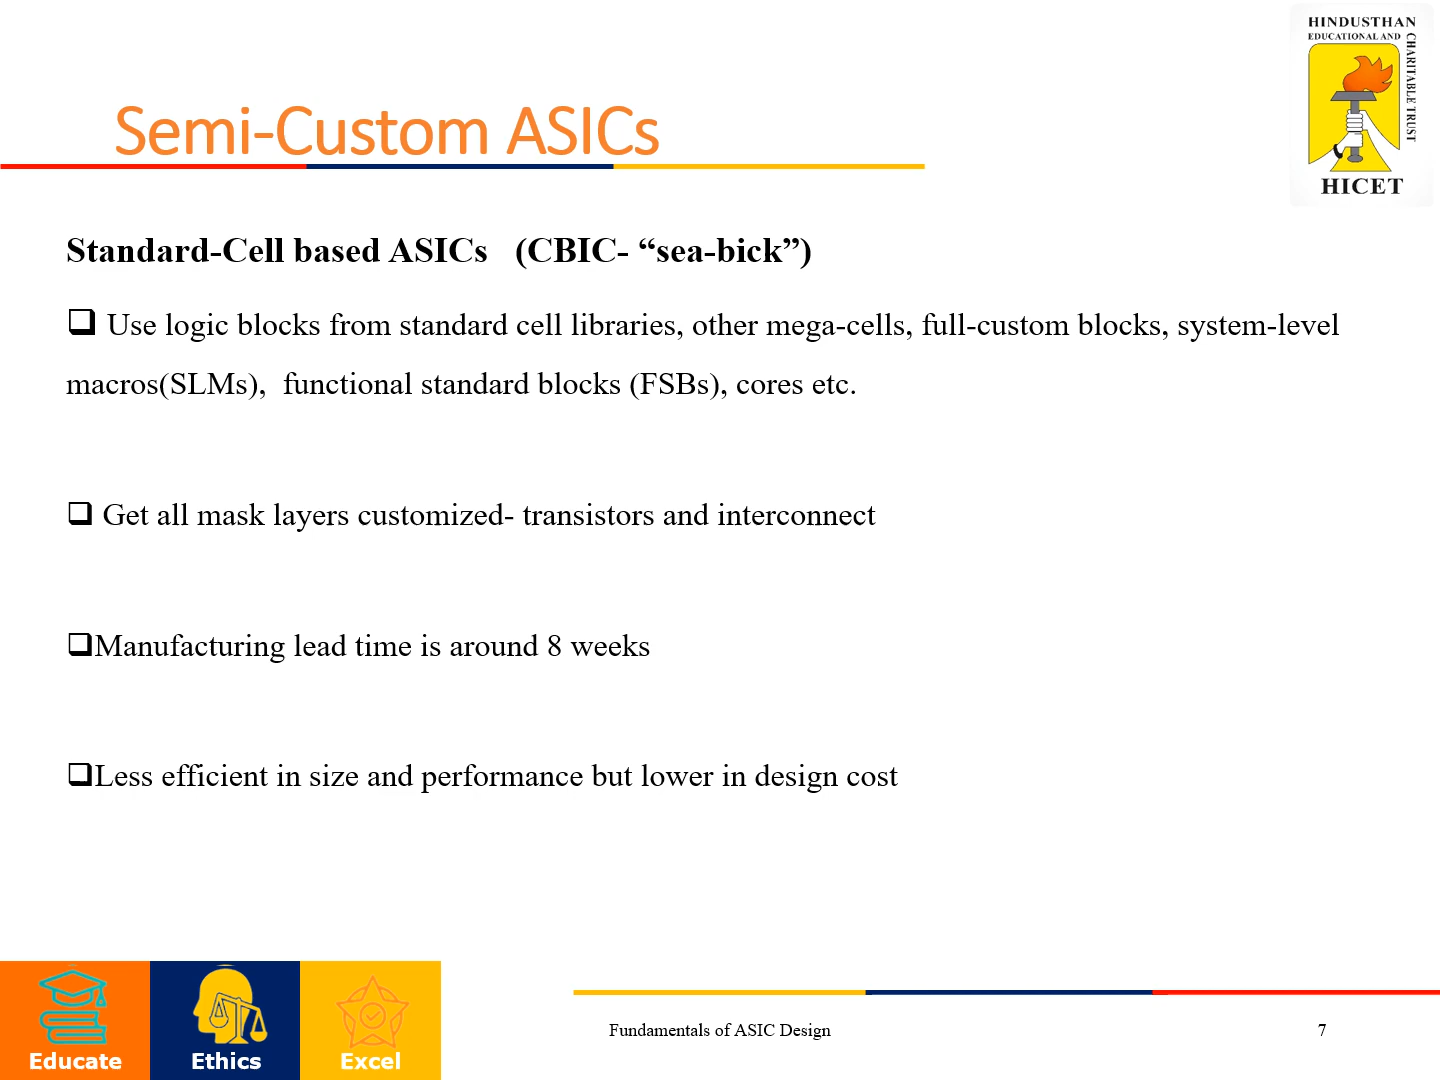 HINDUSTHAN
EDUCATIONAL AND
CHARITABLE TRUST
HICET
Semi-Custom ASICs
Standard-Cell based ASICs   (CBIC- “sea-bick”)
❑ Use logic blocks from standard cell libraries, other mega-cells, full-custom blocks, system-level
macros(SLMs),  functional standard blocks (FSBs), cores etc.
❑ Get all mask layers customized- transistors and interconnect
❑Manufacturing lead time is around 8 weeks
❑Less efficient in size and performance but lower in design cost
Educate
Ethics
Excel
Fundamentals of ASIC Design
7